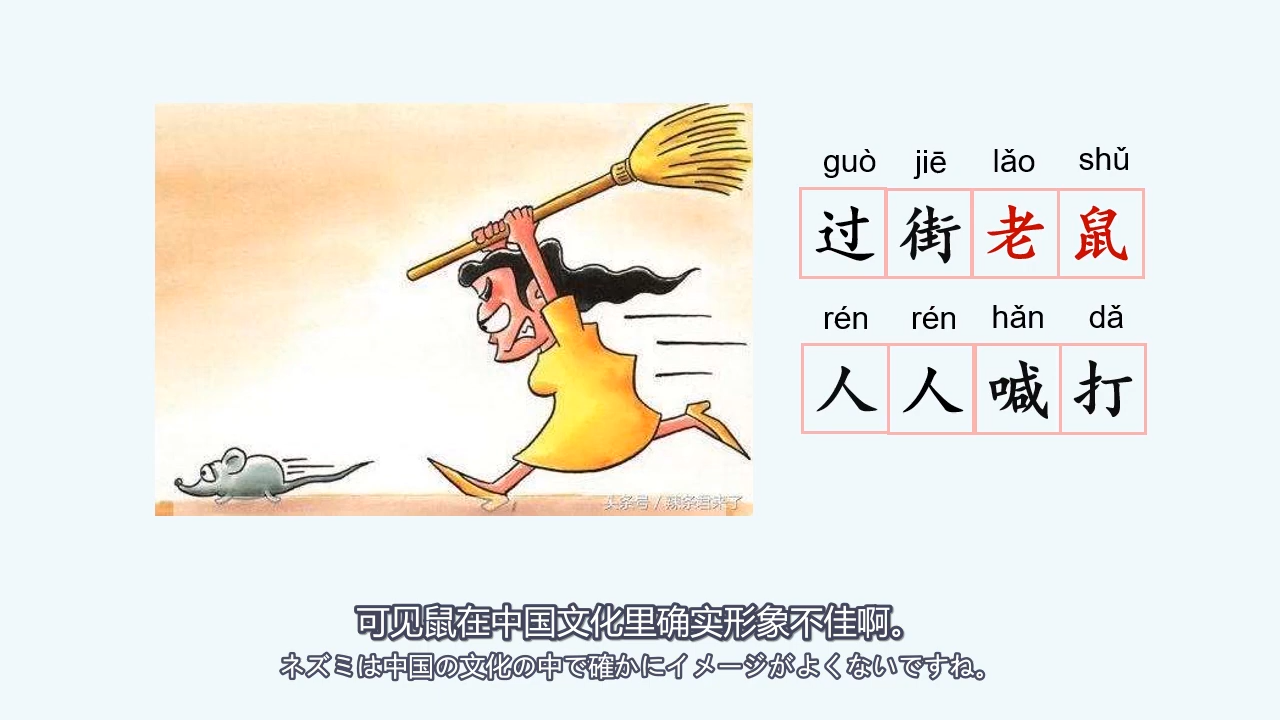 guò jiē lǎo shǔ
过街老鼠
rén rén hǎn dǎ
人人喊打
头条号 / 辣条君来了
可见鼠在中国文化里确实形象不佳啊。
ネズミは中国の文化の中で確かにイメージがよくないですね。